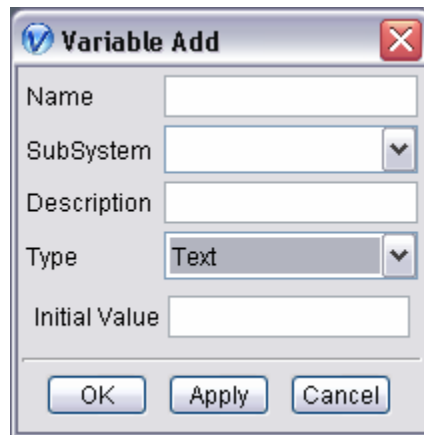 Variable Add
Name
SubSystem
Description
Type Text
Initial Value
OK Apply Cancel